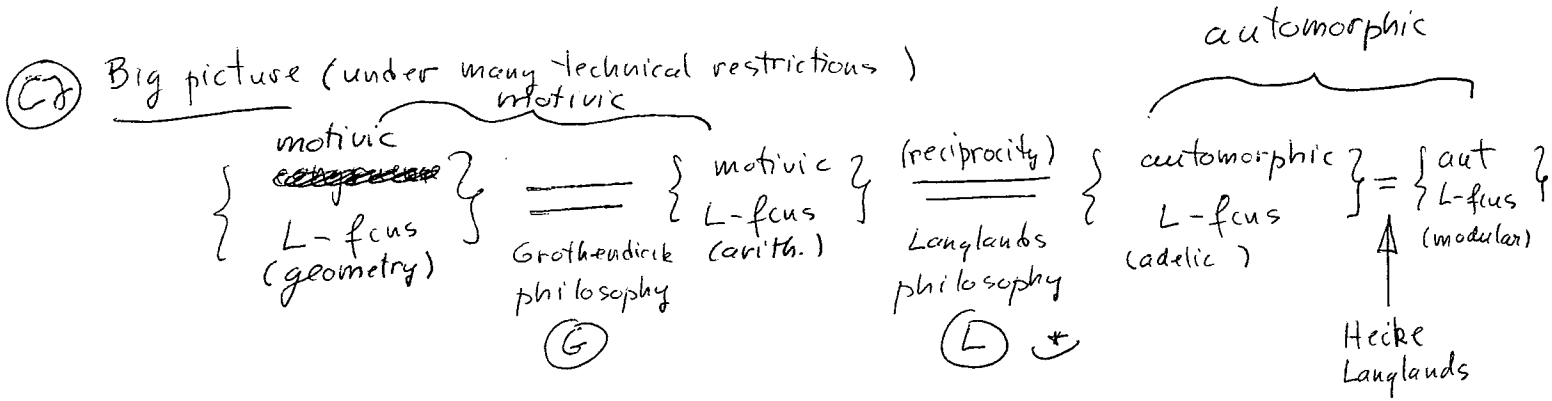 automorphic
C7 Big picture (under many technical restrictions)
motivic
{ motivic L-fcns (geometry) } = { motivic L-fcns (arith.) } (reciprocity) = { automorphic L-fcns (adelic) } = { aut L-fcns (modular) }
Grothendieck philosophy
G
Langlands philosophy
L *
Hecke
Langlands